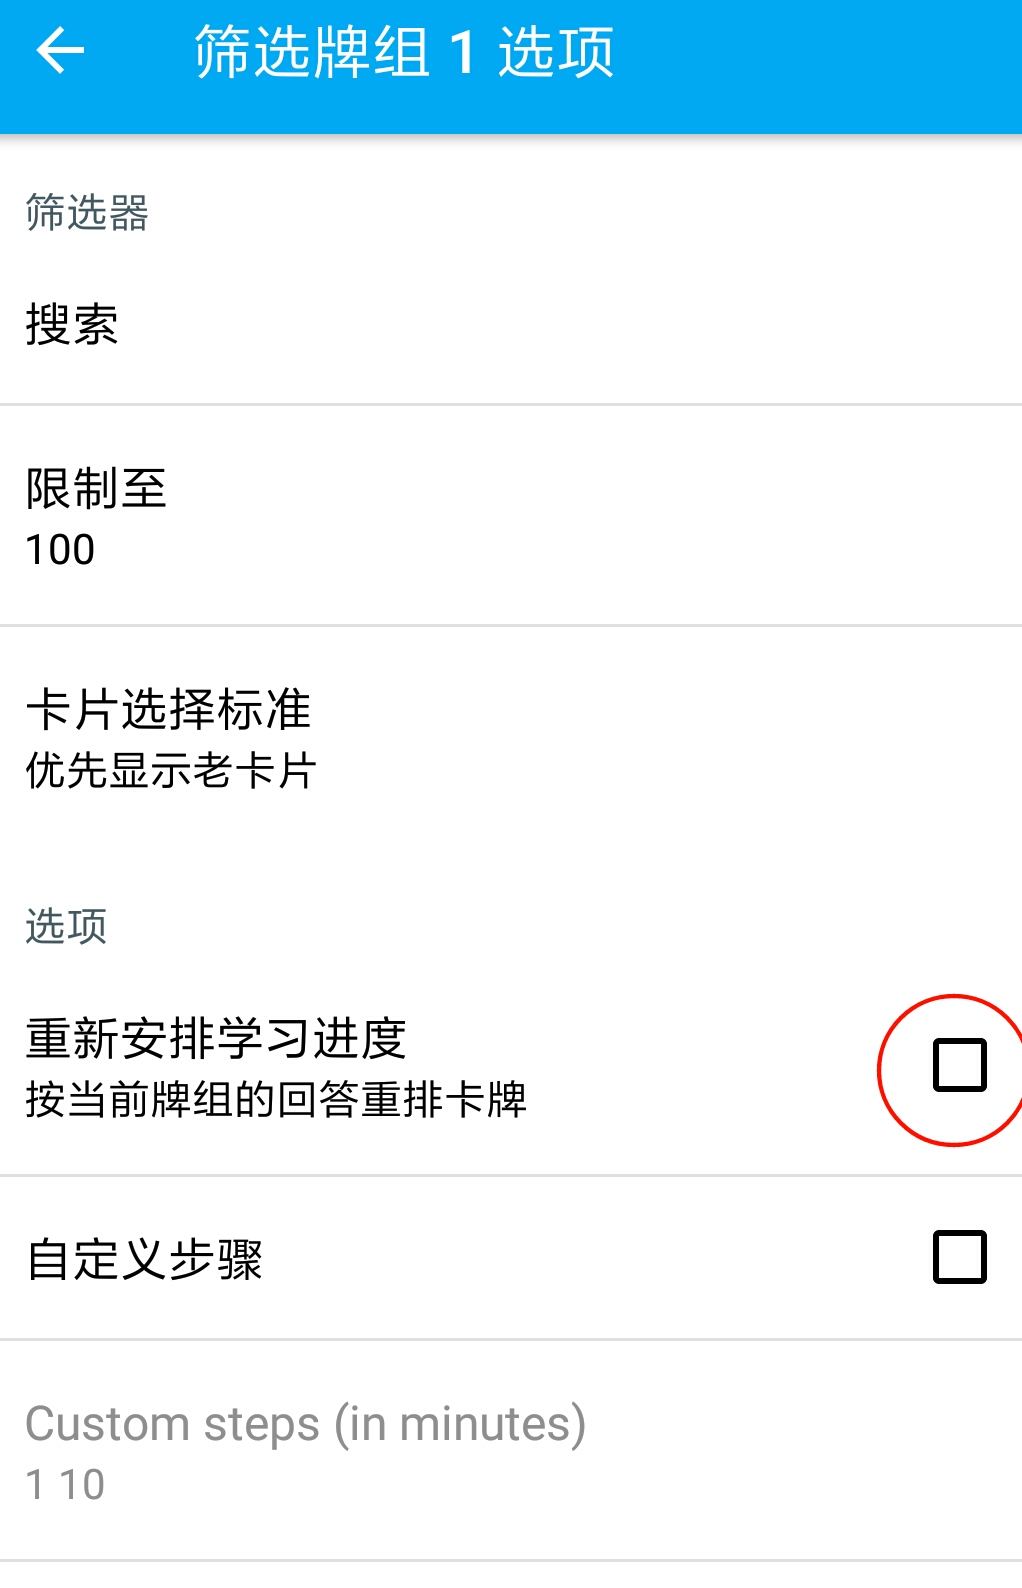 筛选牌组 1 选项
筛选器
搜索
限制至
100
卡片选择标准
优先显示老卡片
选项
重新安排学习进度
按当前牌组的回答重排卡牌
自定义步骤
Custom steps (in minutes)
1 10